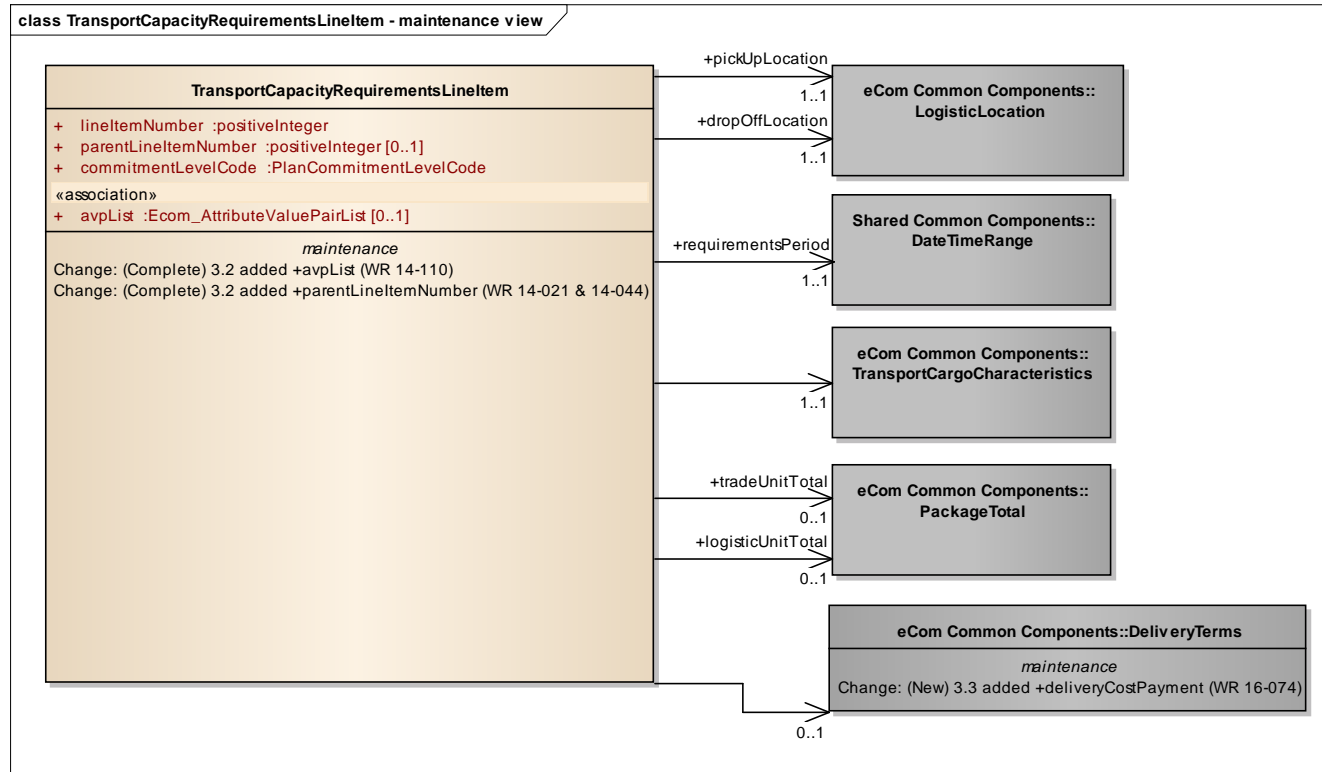 class TransportCapacityRequirementsLineItem - maintenance view
TransportCapacityRequirementsLineItem
+ lineItemNumber :positiveInteger
+ parentLineItemNumber :positiveInteger [0..1]
+ commitmentLevelCode :PlanCommitmentLevelCode
«association»
+ avpList :Ecom_AttributeValuePairList [0..1]
maintenance
Change: (Complete) 3.2 added +avpList (WR 14-110)
Change: (Complete) 3.2 added +parentLineItemNumber (WR 14-021 & 14-044)
+pickUpLocation
1..1
+dropOffLocation
1..1
eCom Common Components::
LogisticLocation
+requirementsPeriod
1..1
Shared Common Components::
DateTimeRange
1..1
eCom Common Components::
TransportCargoCharacteristics
+tradeUnitTotal
0..1
+logisticUnitTotal
0..1
eCom Common Components::
PackageTotal
0..1
eCom Common Components::DeliveryTerms
maintenance
Change: (New) 3.3 added +deliveryCostPayment (WR 16-074)